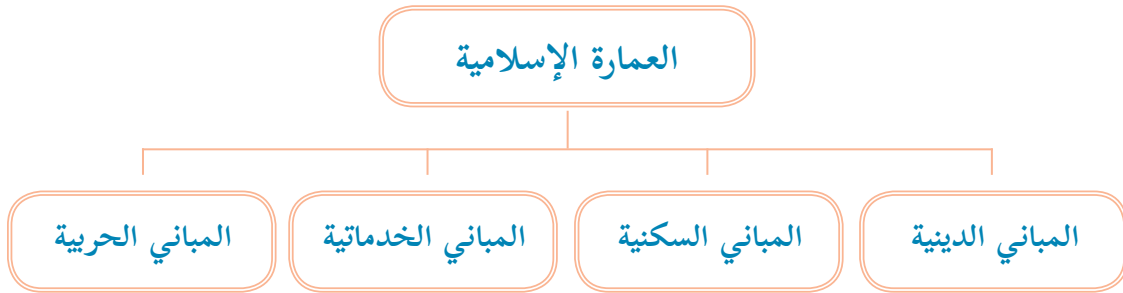 العمارة الإسلامية
المباني الدينية
المباني السكنية
المباني الخدماتية
المباني الحربية